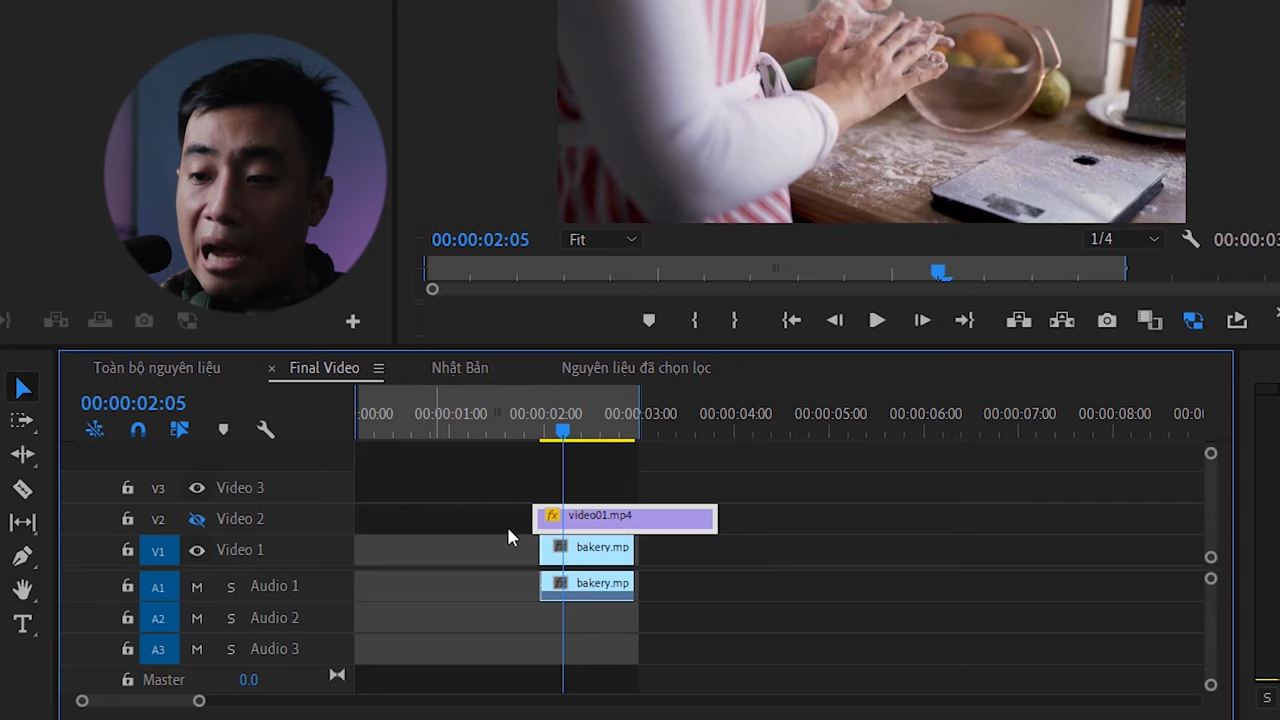 00:00:02:05 Fit 1/4 00:00:03
Toàn bộ nguyên liệu × Final Video Nhật Bản Nguyên liệu đã chọn lọc
00:00:02:05
:00:00 00:00:01:00 00:00:02:00 00:00:03:00 00:00:04:00 00:00:05:00 00:00:06:00 00:00:07:00 00:00:08:00 00:0
V3 Video 3
V2 Video 2 fx video01.mp4
V1 Video 1 fx bakery.mp
A1 M S Audio 1 fx bakery.mp
A2 M S Audio 2
A3 M S Audio 3
Master 0.0
T
S